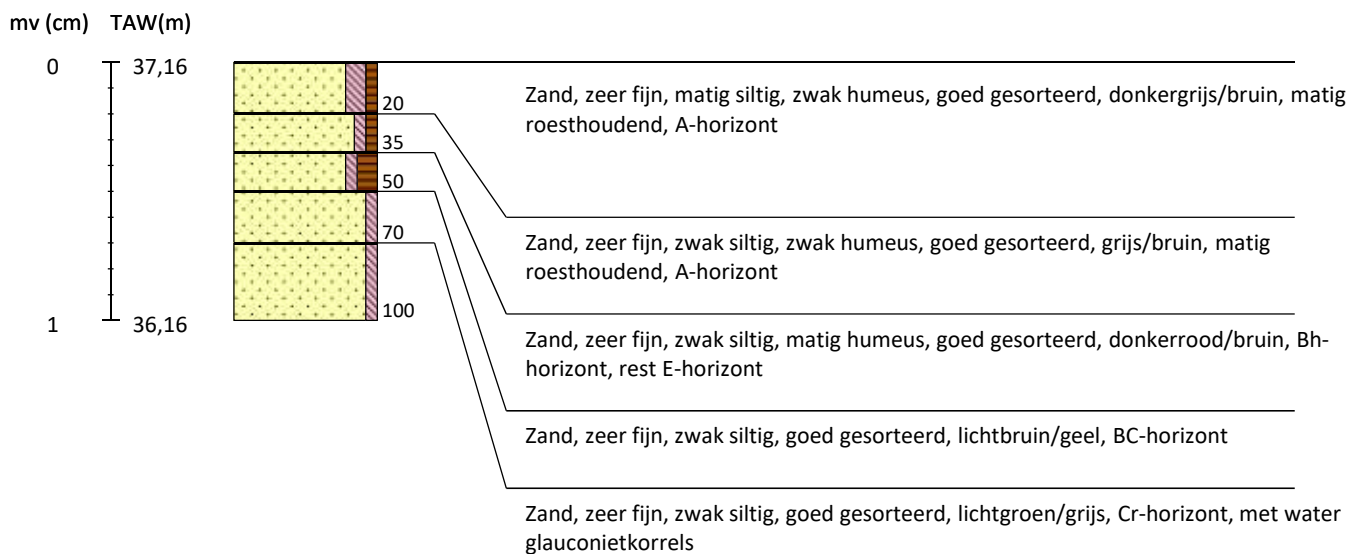 mv (cm) TAW(m)
0 37,16
20
Zand, zeer fijn, matig siltig, zwak humeus, goed gesorteerd, donkergrijs/bruin, matig
roesthoudend, A-horizont
35
50
70
Zand, zeer fijn, zwak siltig, zwak humeus, goed gesorteerd, grijs/bruin, matig
roesthoudend, A-horizont
100
1 36,16
Zand, zeer fijn, zwak siltig, matig humeus, goed gesorteerd, donkerrood/bruin, Bh-
horizont, rest E-horizont
Zand, zeer fijn, zwak siltig, goed gesorteerd, lichtbruin/geel, BC-horizont
Zand, zeer fijn, zwak siltig, goed gesorteerd, lichtgroen/grijs, Cr-horizont, met water
glauconietkorrels